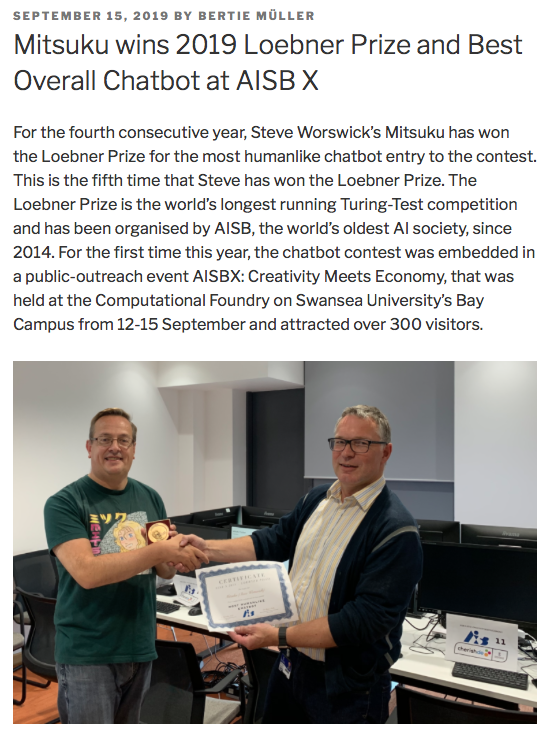 SEPTEMBER 15, 2019 BY BERTIE MÜLLER
Mitsuku wins 2019 Loebner Prize and Best
Overall Chatbot at AISB X
For the fourth consecutive year, Steve Worswick’s Mitsuku has won
the Loebner Prize for the most humanlike chatbot entry to the contest.
This is the fifth time that Steve has won the Loebner Prize. The
Loebner Prize is the world’s longest running Turing-Test competition
and has been organised by AISB, the world’s oldest AI society, since
2014. For the first time this year, the chatbot contest was embedded in
a public-outreach event AISBX: Creativity Meets Economy, that was
held at the Computational Foundry on Swansea University’s Bay
Campus from 12-15 September and attracted over 300 visitors.
ミツク
CERTIFICATE
11